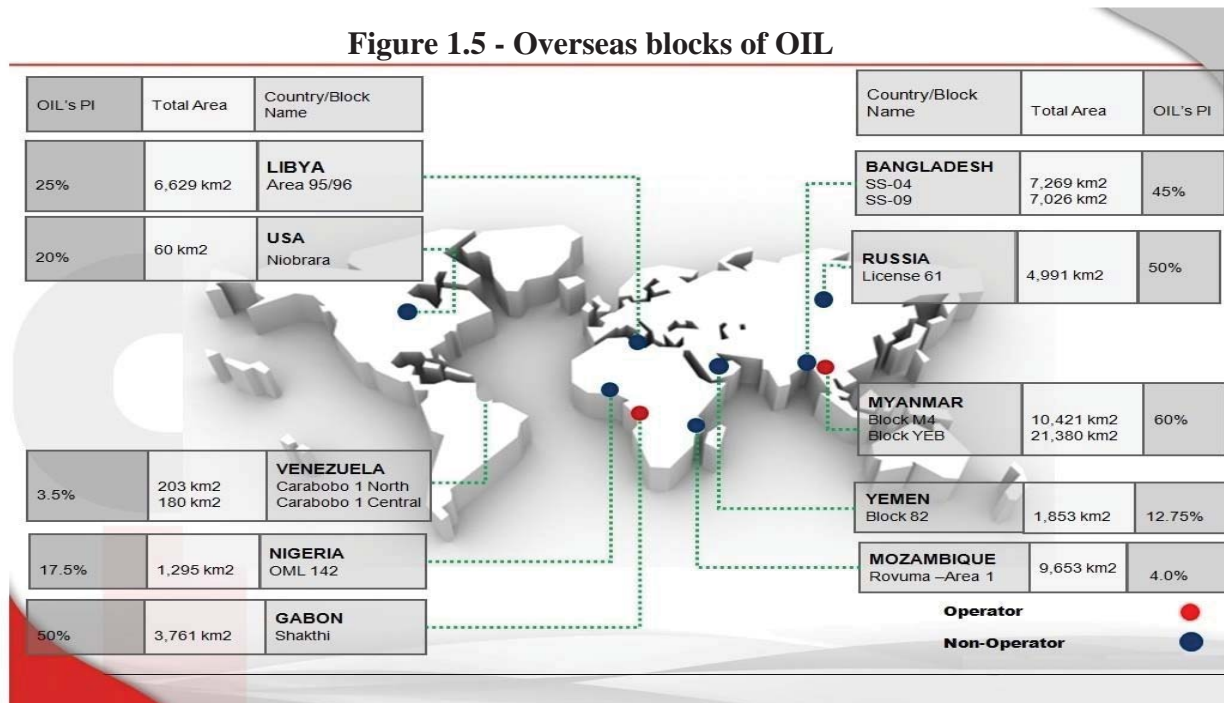 Figure 1.5 - Overseas blocks of OIL
OIL's PI Total Area Country/Block
Name
25% 6,629 km2 LIBYA
Area 95/96
20% 60 km2 USA
Niobrara
3.5% 203 km2 VENEZUELA
180 km2 Carabobo 1 North
Carabobo 1 Central
17.5% 1,295 km2 NIGERIA
OML 142
50% 3,761 km2 GABON
Shakthi
Country/Block Total Area OIL's PI
Name
BANGLADESH
SS-04 7,269 km2 45%
SS-09 7,026 km2
RUSSIA
License 61 4,991 km2 50%
MYANMAR
Block M4 10,421 km2 60%
Block YEB 21,380 km2
YEMEN
Block 82 1,853 km2 12.75%
MOZAMBIQUE
Rovuma –Area 1 9,653 km2 4.0%
Operator
Non-Operator